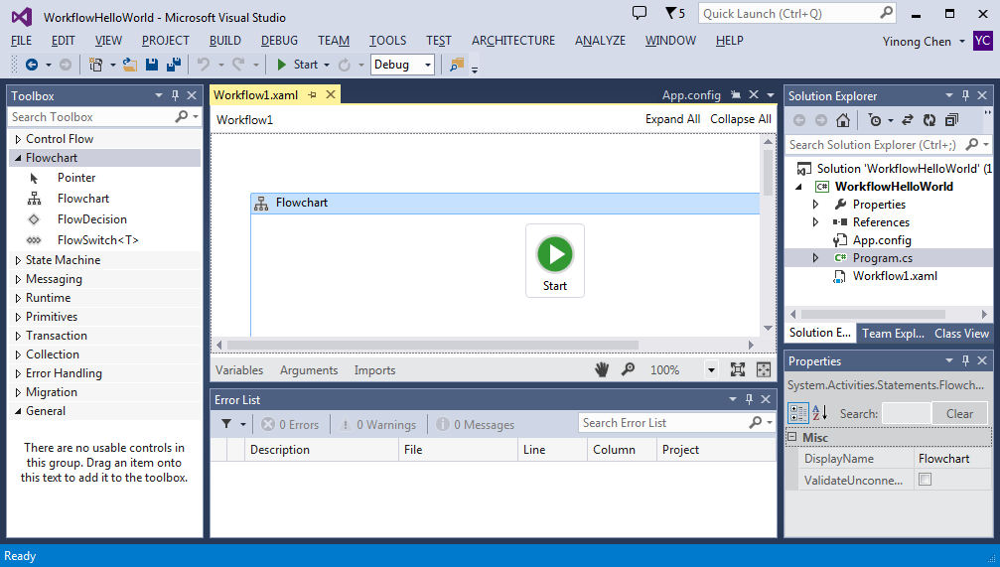 WorkflowHelloWorld - Microsoft Visual Studio
5
Quick Launch (Ctrl+Q)
FILE EDIT VIEW PROJECT BUILD DEBUG TEAM TOOLS TEST ARCHITECTURE ANALYZE WINDOW HELP
Yinong Chen YC
Start Debug
Toolbox
Search Toolbox
Control Flow
Flowchart
Pointer
Flowchart
FlowDecision
FlowSwitch<T>
State Machine
Messaging
Runtime
Primitives
Transaction
Collection
Error Handling
Migration
General
There are no usable controls in
this group. Drag an item onto
this text to add it to the toolbox.
Workflow1.xaml
App.config
Workflow1
Expand All Collapse All
Flowchart
Start
Variables Arguments Imports
100%
Error List
0 Errors 0 Warnings 0 Messages
Search Error List
Description File Line Column Project
Solution Explorer
Search Solution Explorer (Ctrl+;)
Solution 'WorkflowHelloWorld' (1
C# WorkflowHelloWorld
Properties
References
App.config
C# Program.cs
Workflow1.xaml
Solution E... Team Expl... Class View
Properties
System.Activities.Statements.Flowch...
Search: Clear
Misc
DisplayName Flowchart
ValidateUnconne...
Ready